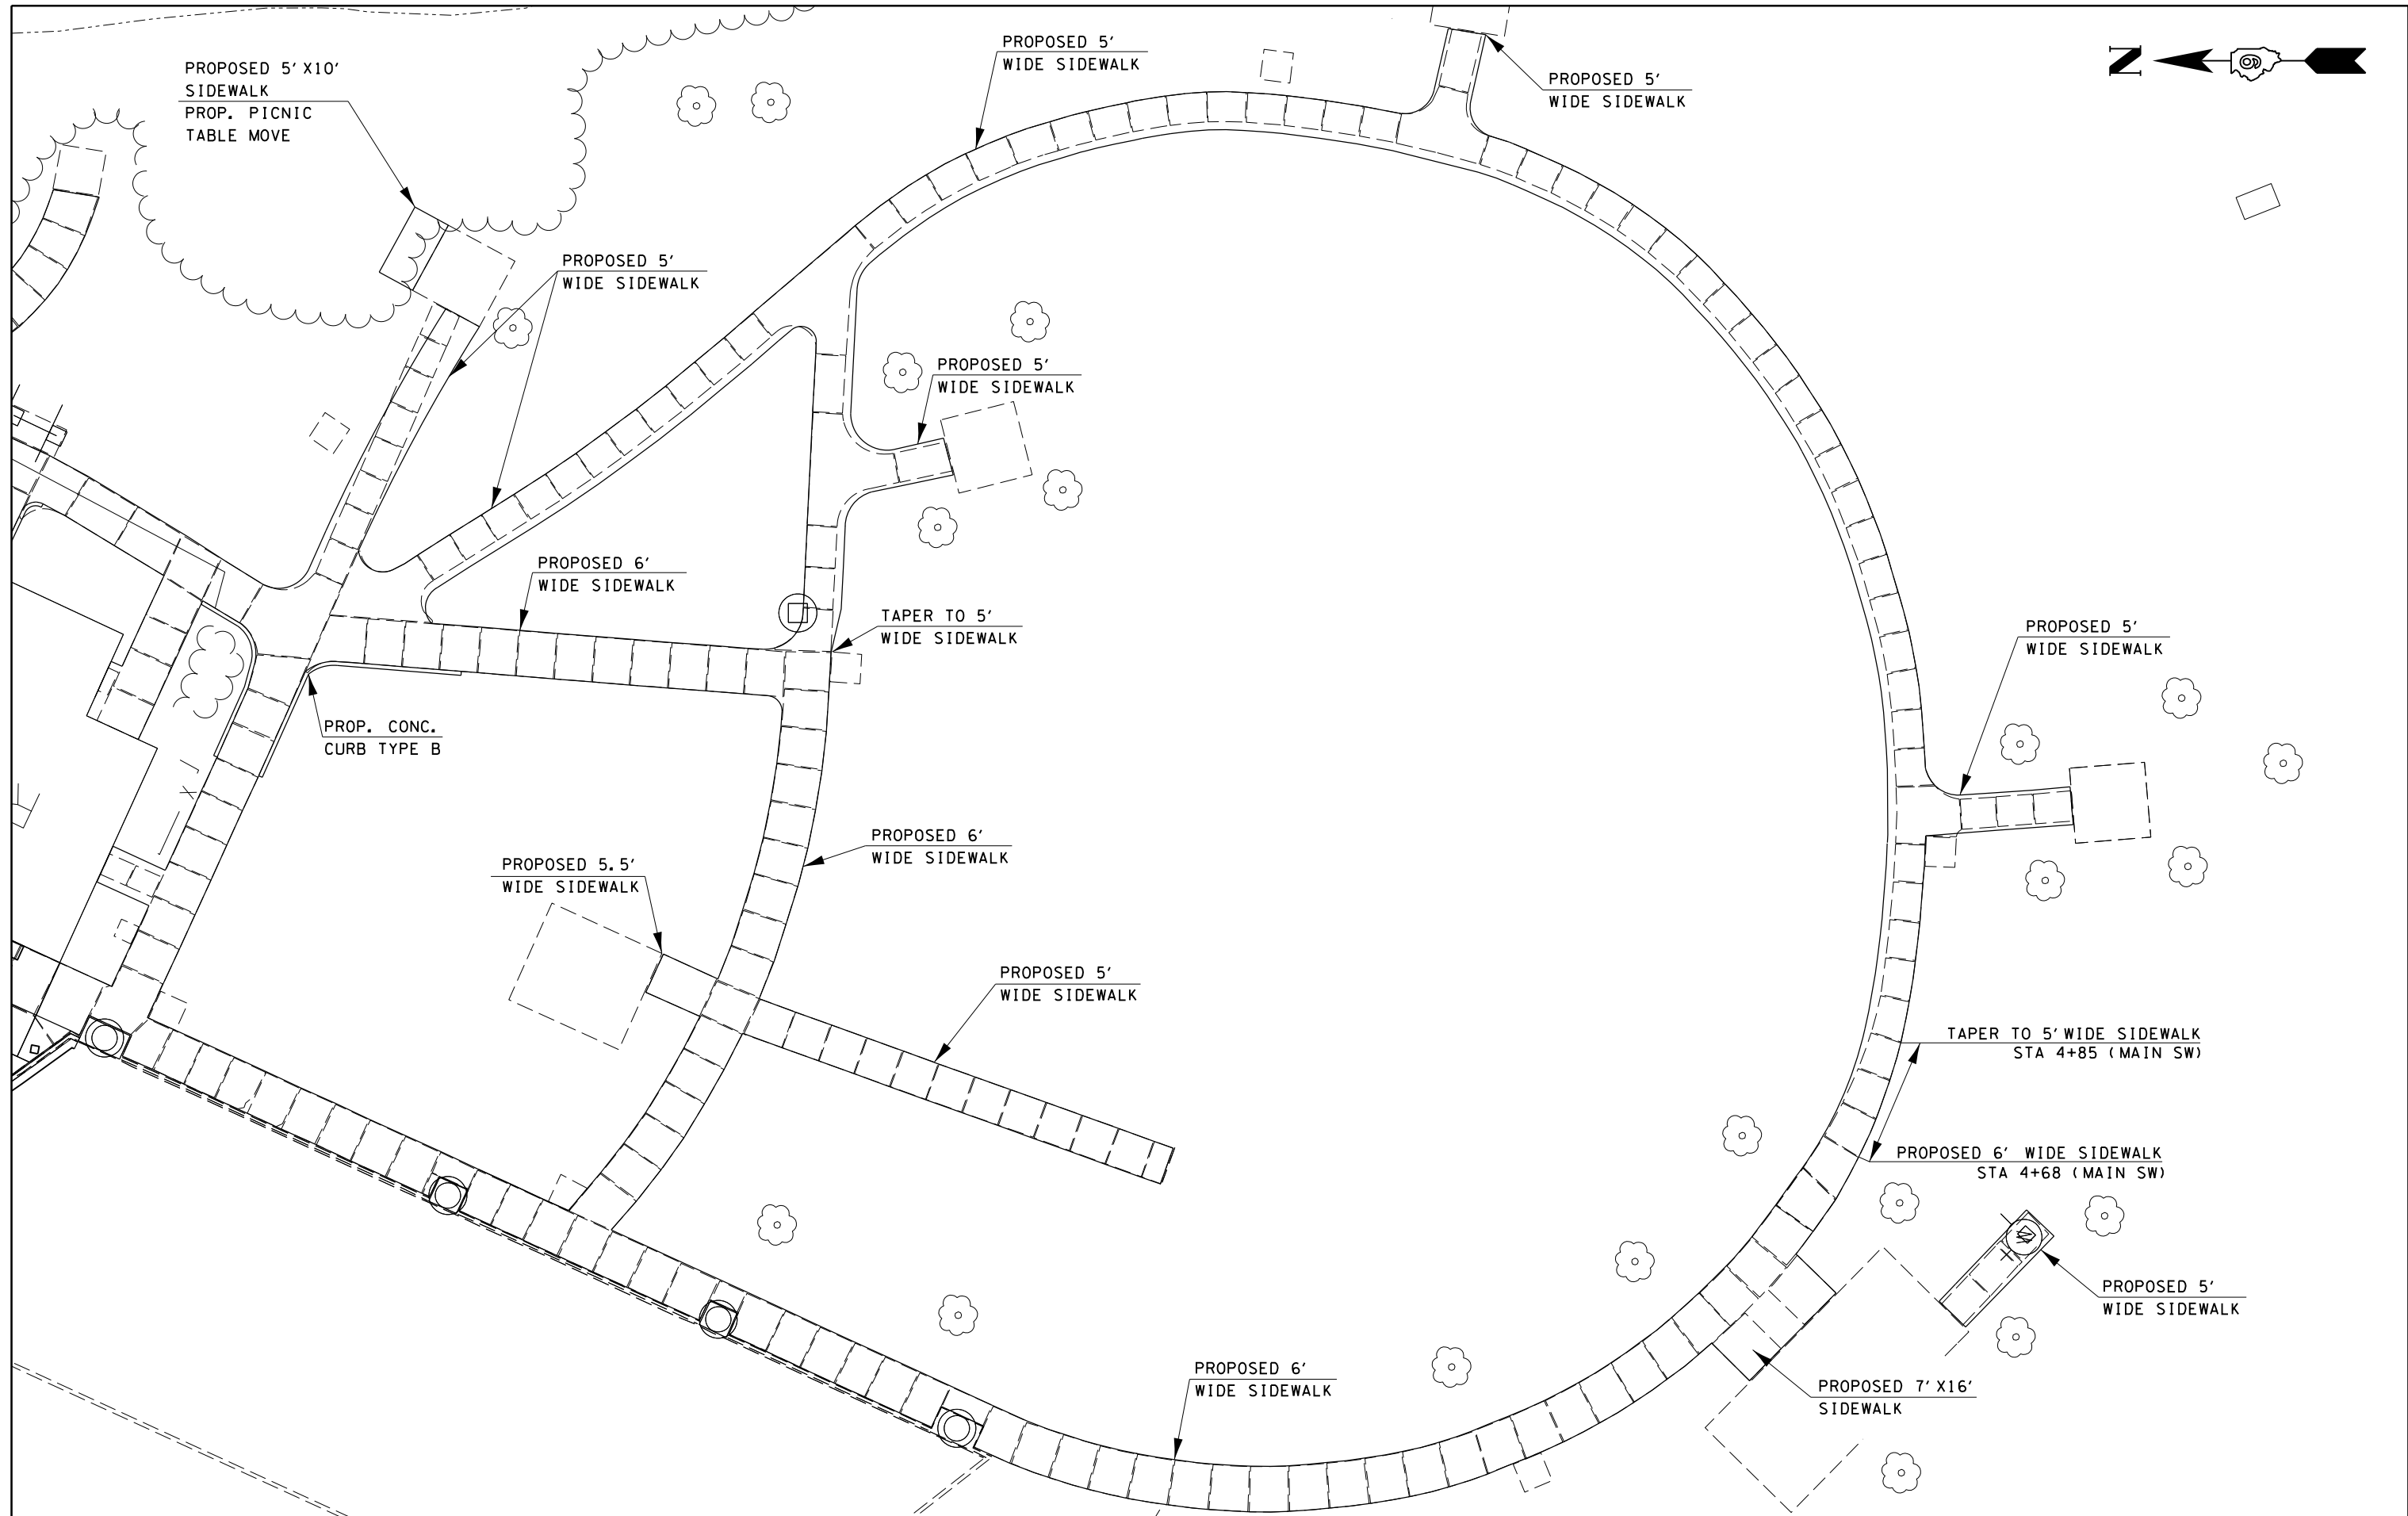 PROPOSED 5'
WIDE SIDEWALK
N
PROPOSED 5' X10'
SIDEWALK
PROP. PICNIC
TABLE MOVE
PROPOSED 5'
WIDE SIDEWALK
PROPOSED 5'
WIDE SIDEWALK
PROPOSED 5'
WIDE SIDEWALK
PROPOSED 6'
WIDE SIDEWALK
TAPER TO 5'
WIDE SIDEWALK
PROPOSED 5'
WIDE SIDEWALK
PROP. CONC.
CURB TYPE B
PROPOSED 6'
WIDE SIDEWALK
PROPOSED 5.5'
WIDE SIDEWALK
PROPOSED 5'
WIDE SIDEWALK
TAPER TO 5' WIDE SIDEWALK
STA 4+85 (MAIN SW)
PROPOSED 6' WIDE SIDEWALK
STA 4+68 (MAIN SW)
PROPOSED 5'
WIDE SIDEWALK
PROPOSED 6'
WIDE SIDEWALK
PROPOSED 7' X16'
SIDEWALK